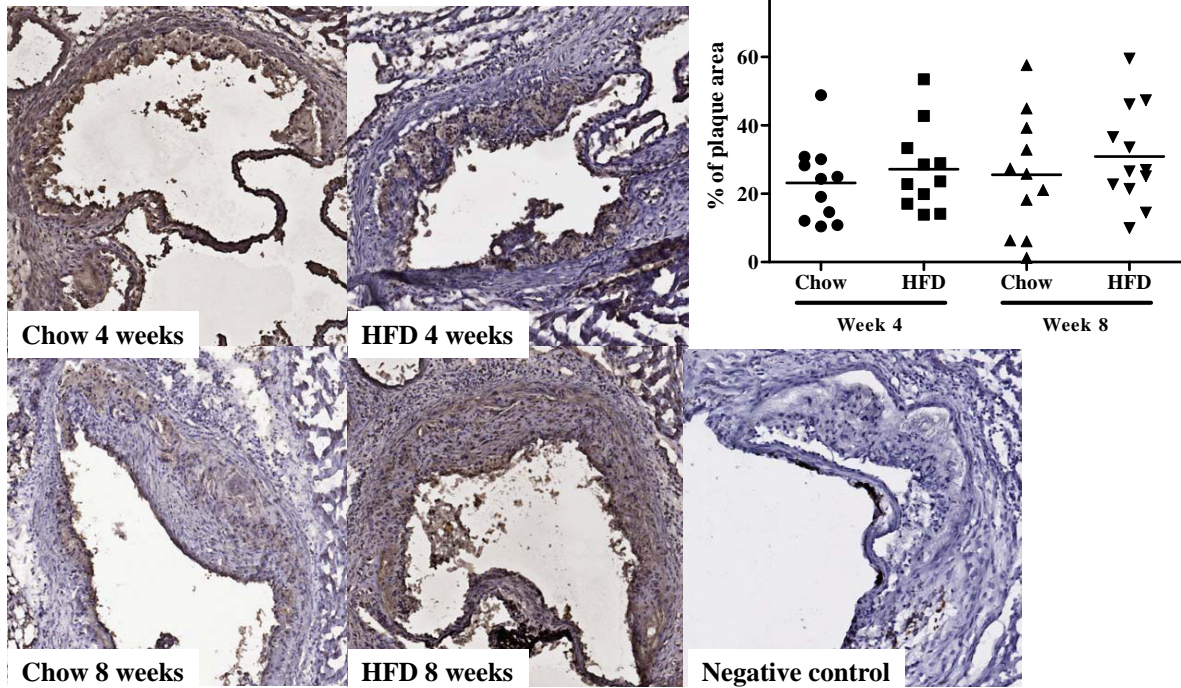 Chow 4 weeks
HFD 4 weeks
% of plaque area
60
40
20
0
Chow
HFD
Chow
HFD
Week 4
Week 8
Chow 8 weeks
HFD 8 weeks
Negative control